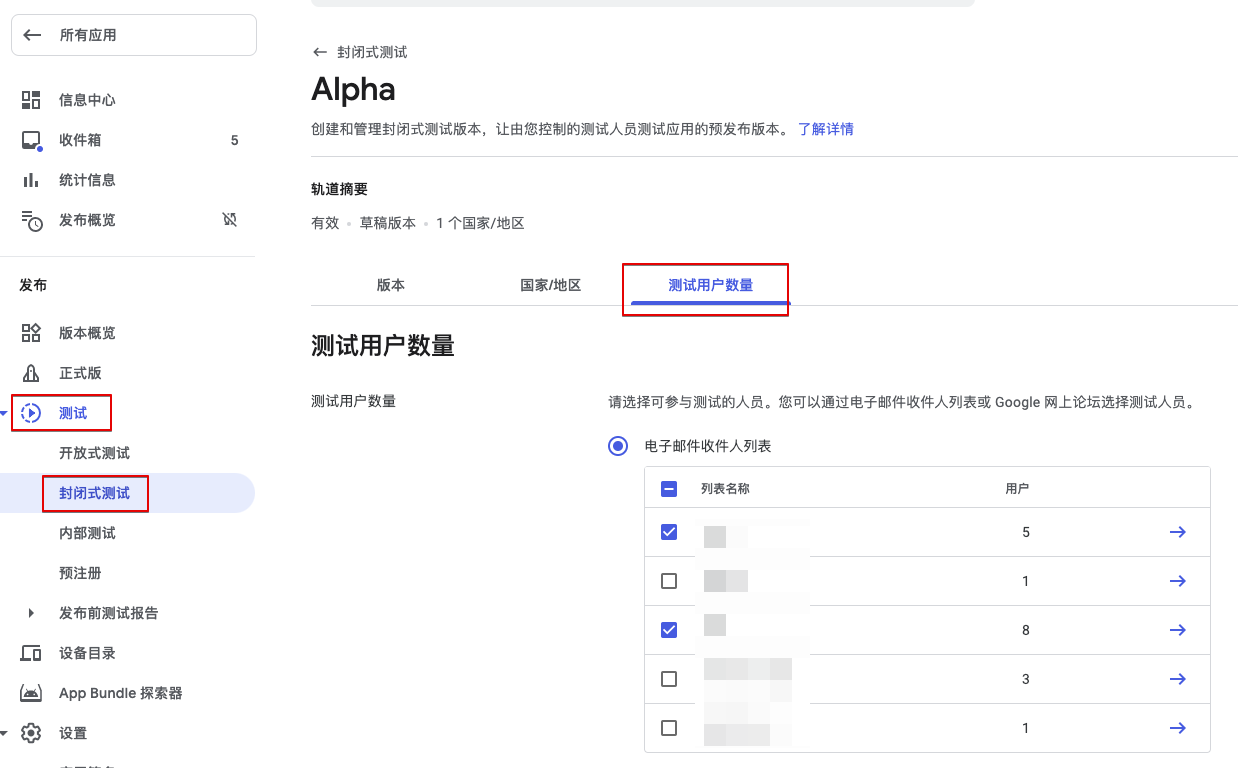 所有应用
信息中心
收件箱 5
统计信息
发布概览
发布
版本概览
正式版
测试
开放式测试
封闭式测试
内部测试
预注册
发布前测试报告
设备目录
App Bundle 探索器
设置
封闭式测试
Alpha
创建和管理封闭式测试版本，让由您控制的测试人员测试应用的预发布版本。 了解详情
轨道摘要
有效 • 草稿版本 • 1 个国家/地区
版本 国家/地区 测试用户数量
测试用户数量
测试用户数量
请选择可参与测试的人员。您可以通过电子邮件收件人列表或 Google 网上论坛选择测试人员。
电子邮件收件人列表
列表名称 用户
5
1
8
3
1